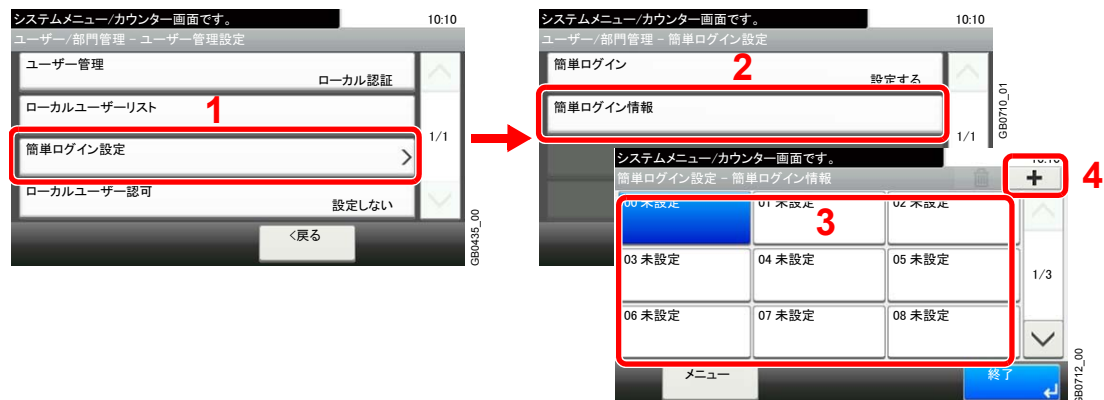 システムメニュー/カウンター画面です。
10:10
ユーザー/部門管理 - ユーザー管理設定
ユーザー管理
ローカル認証
ローカルユーザーリスト
1
1/1
簡単ログイン設定
>
ローカルユーザー認可
設定しない
<戻る
GB0435_00
システムメニュー/カウンター画面です。
10:10
ユーザー/部門管理 - 簡単ログイン設定
簡単ログイン
2
設定する
簡単ログイン情報
1/1
GB0710_01
システムメニュー/カウンター画面です。
10:10
簡単ログイン設定 - 簡単ログイン情報
+
4
00 未設定
01 未設定
02 未設定
3
03 未設定
04 未設定
05 未設定
1/3
06 未設定
07 未設定
08 未設定
メニュー
終了
GB0712_00